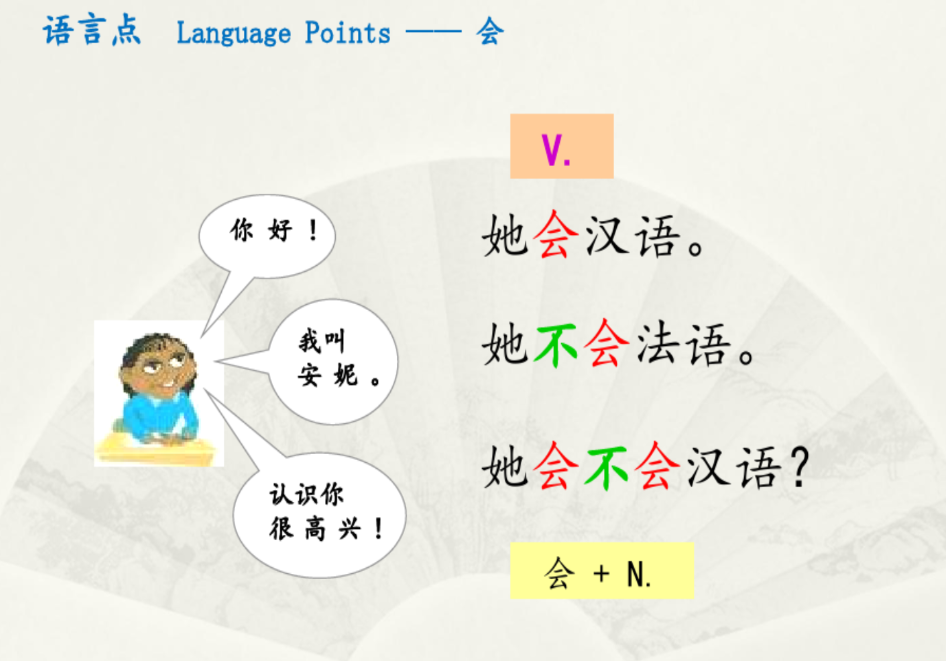 语言点 Language Points —— 会
V.
你好！
她会汉语。
我叫
安妮。
她不会法语。
认识你
很高兴！
她会不会汉语？
会 + N.